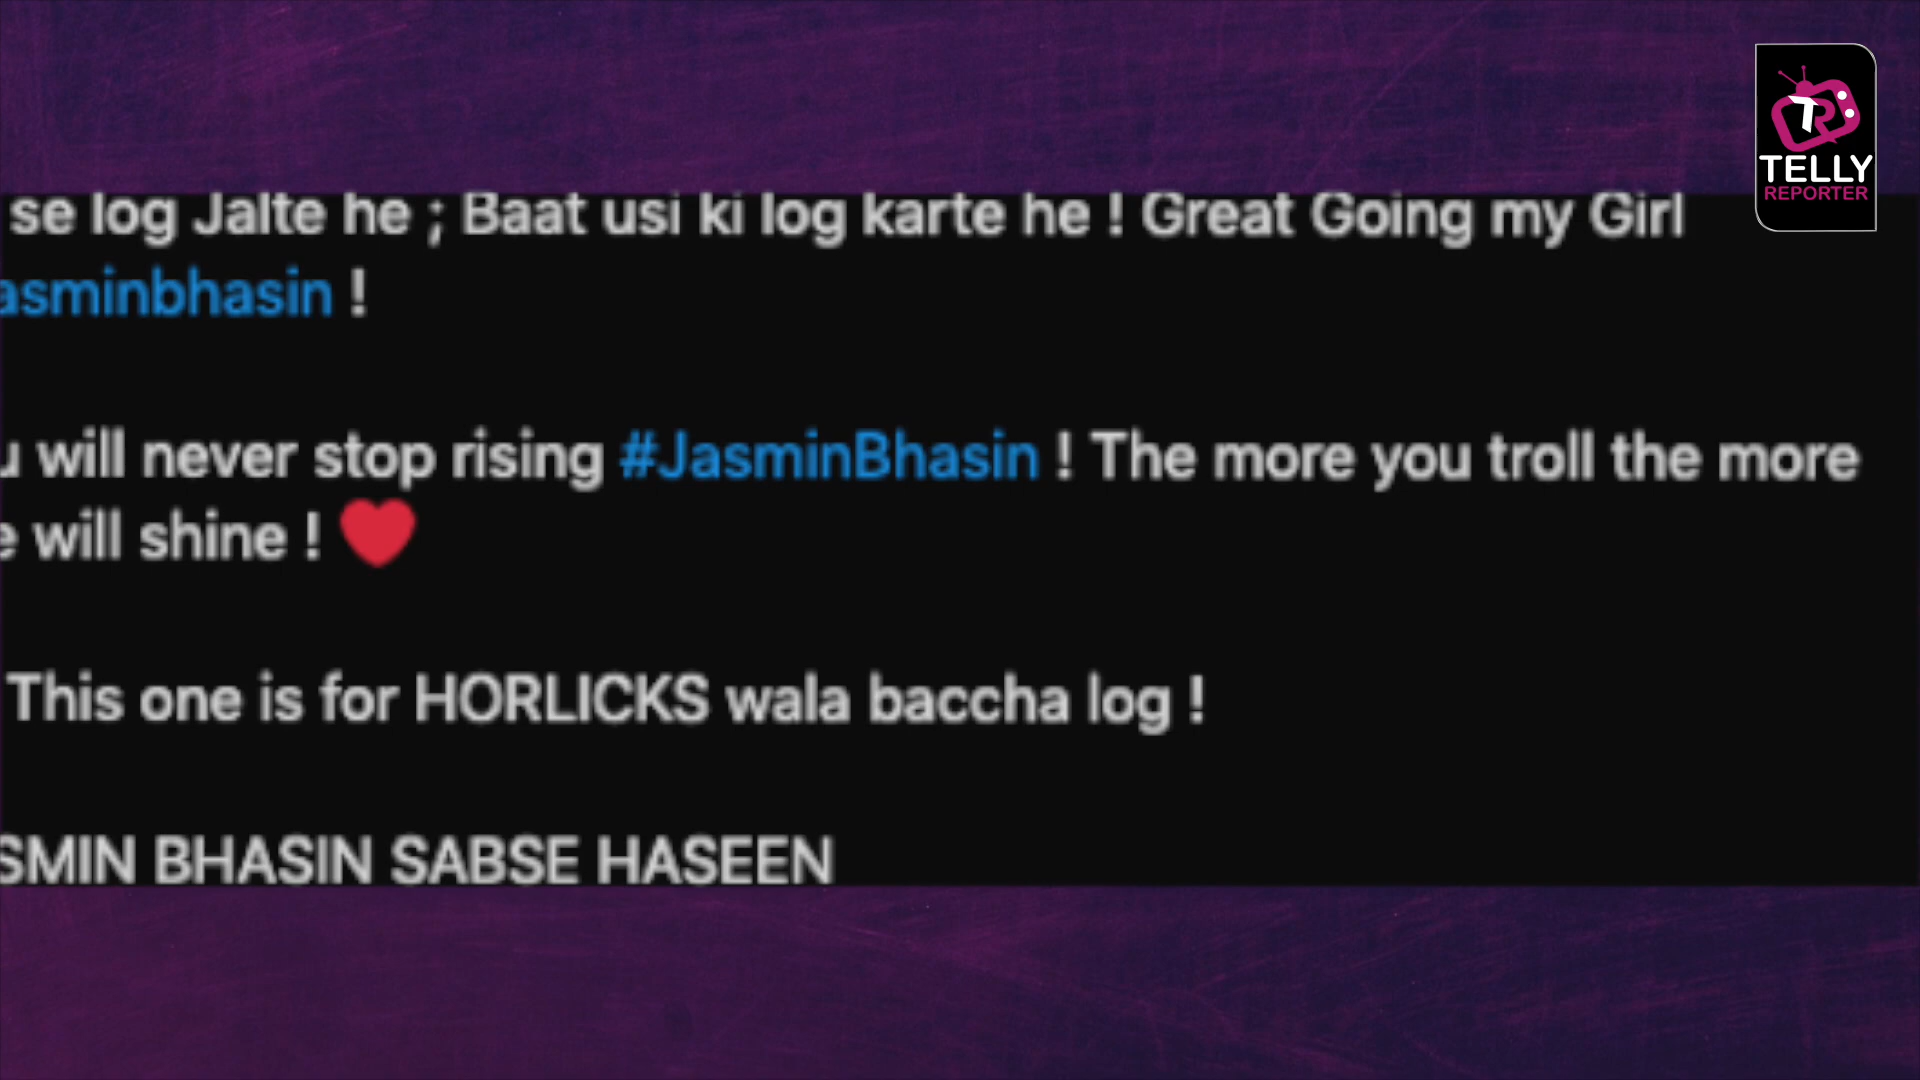 se log Jalte he ; Baat usi ki log karte he ! Great Going my Girl
asminbhasin !
u will never stop rising #JasminBhasin ! The more you troll the more
e will shine ! ❤️
This one is for HORLICKS wala baccha log !
SMIN BHASIN SABSE HASEEN
TR
TELLY
REPORTER